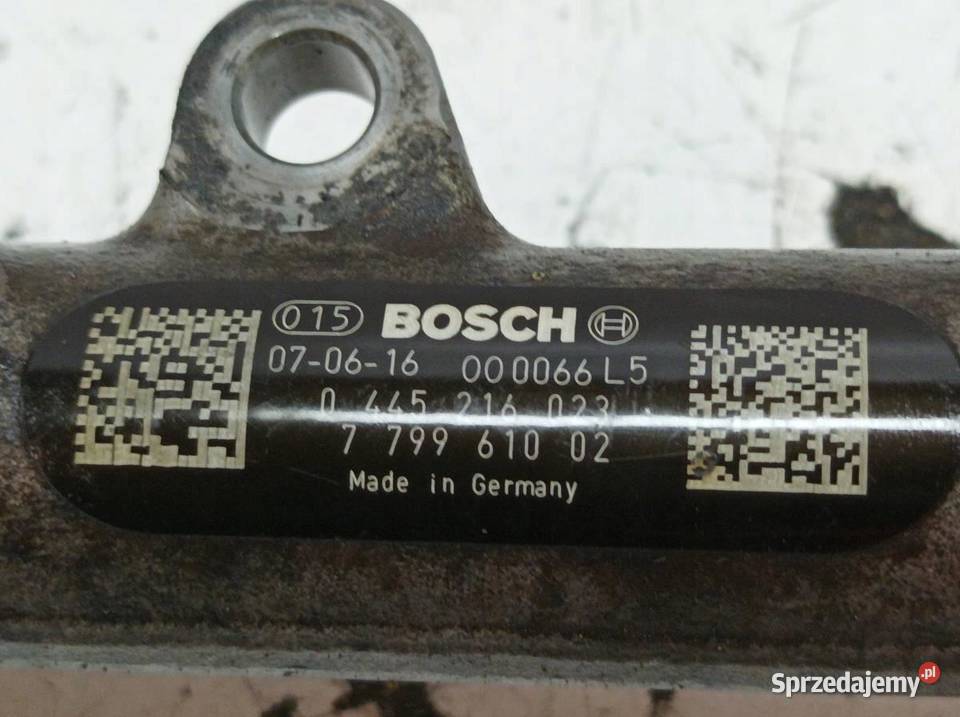 015 BOSCH
07-06-16 000066L5
0 445 216 023
7 799 610 02
Made in Germany
Sprzedajemy.pl